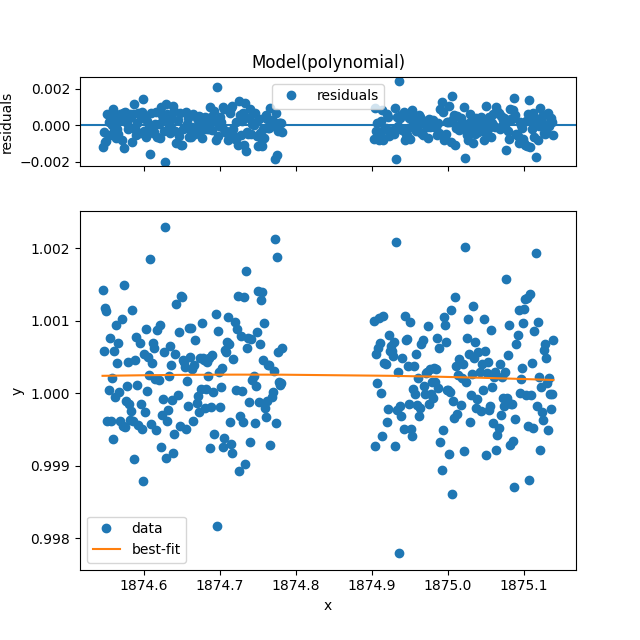 Model(polynomial)
residuals
0.002
0.000
−0.002
residuals
y
1.002
1.001
1.000
0.999
0.998
data
best-fit
1874.6 1874.7 1874.8 1874.9 1875.0 1875.1
x